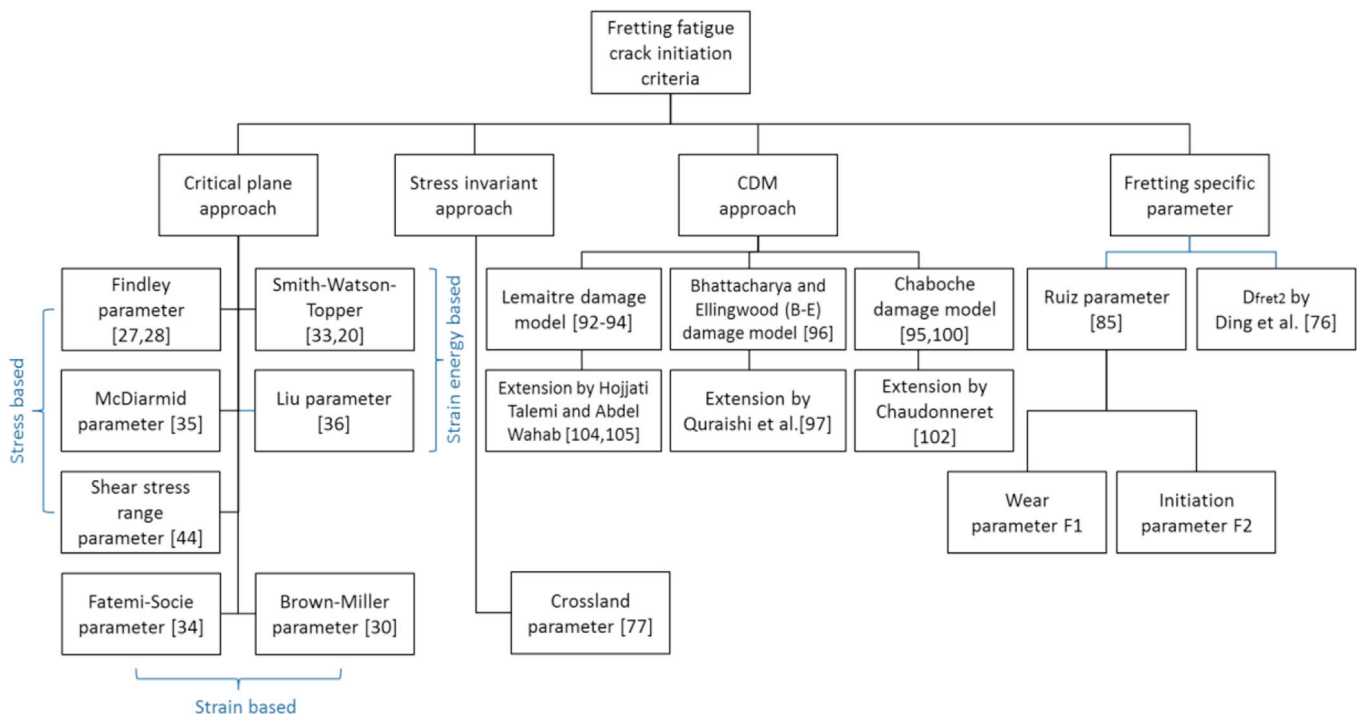 Fretting fatigue
crack initiation
criteria
Critical plane
approach
Stress invariant
approach
CDM
approach
Fretting specific
parameter
Findley
parameter
[27,28]
Smith-Watson-
Topper
[33,20]
McDiarmid
parameter [35]
Liu parameter
[36]
Shear stress
range
parameter [44]
Fatemi-Socie
parameter [34]
Brown-Miller
parameter [30]
Stress based
Strain energy based
Strain based
Crossland
parameter [77]
Lemaitre damage
model [92-94]
Bhattacharya and
Ellingwood (B-E)
damage model [96]
Chaboche
damage model
[95,100]
Extension by Hojjati
Talemi and Abdel
Wahab [104,105]
Extension by
Quraishi et al.[97]
Extension by
Chaudonneret
[102]
Ruiz parameter
[85]
Dfret2 by
Ding et al. [76]
Wear
parameter F1
Initiation
parameter F2